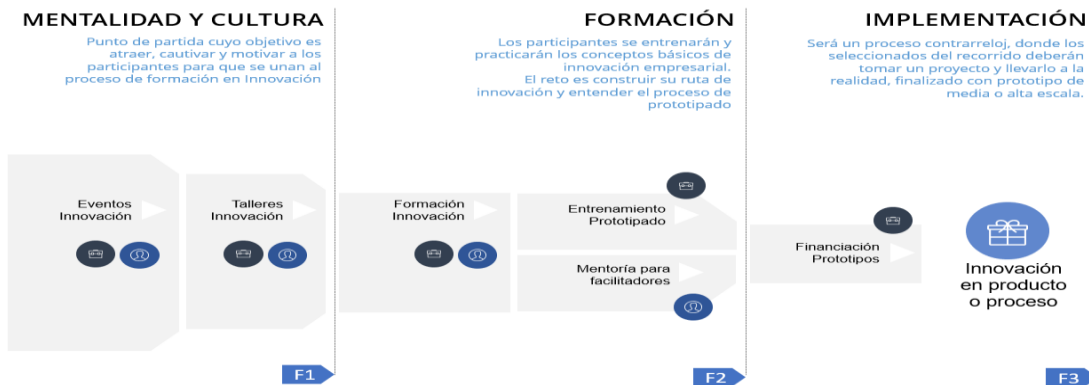 MENTALIDAD Y CULTURA
Punto de partida cuyo objetivo es
atraer, cautivar y motivar a los
participantes para que se unan al
proceso de formación en Innovación
Eventos
Innovación
Talleres
Innovación
F1
FORMACIÓN
Los participantes se entrenarán y
practicarán los conceptos básicos de
innovación empresarial.
El reto es construir su ruta de
innovación y entender el proceso de
prototipado
Formación
Innovación
Entrenamiento
Prototipado
Mentoría para
facilitadores
F2
IMPLEMENTACIÓN
Será un proceso contrarreloj, donde los
seleccionados del recorrido deberán
tomar un proyecto y llevarlo a la
realidad, finalizado con prototipo de
media o alta escala.
Financiación
Prototipos
Innovación
en producto
o proceso
F3